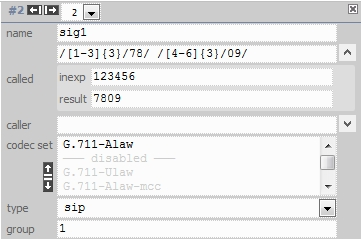 #2 2
name sig1
/[1-3]{3}/78/ /[4-6]{3}/09/
called inexp 123456
result 7809
caller
codec set G.711-Alaw
disabled
G.711-Ulaw
G.711-Alaw-mcc
type sip
group 1